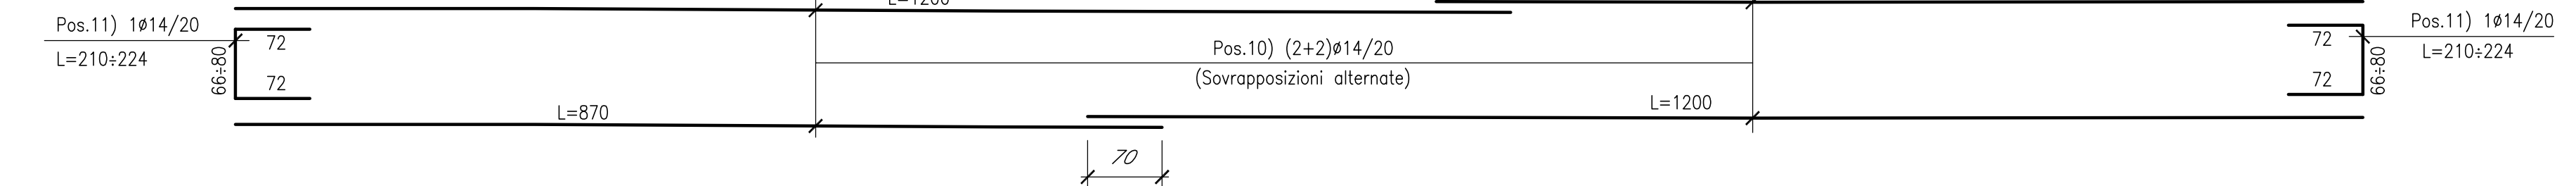 L=1200
Pos.11) 1ø14/20
L=210÷224
66÷80
72
72
Pos.10) (2+2)ø14/20
(Sovrapposizioni alternate)
L=870
L=1200
70
72
72
66÷80
Pos.11) 1ø14/20
L=210÷224